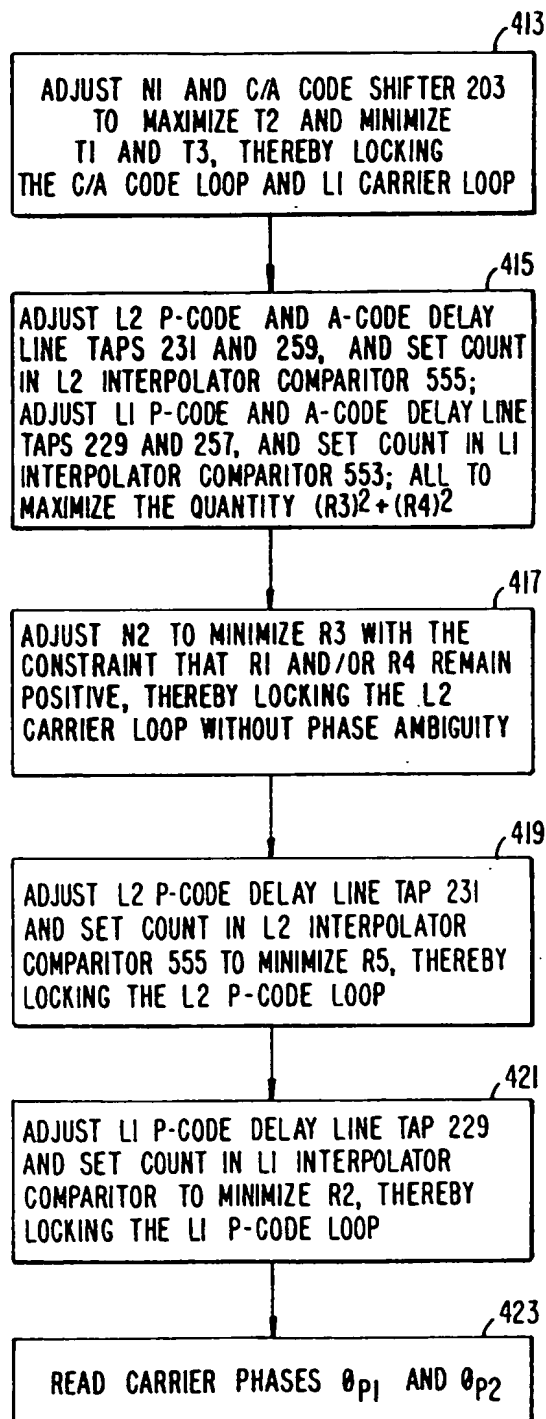 413
ADJUST N1 AND C/A CODE SHIFTER 203
TO MAXIMIZE T2 AND MINIMIZE
T1 AND T3, THEREBY LOCKING
THE C/A CODE LOOP AND L1 CARRIER LOOP
415
ADJUST L2 P-CODE AND A-CODE DELAY
LINE TAPS 231 AND 259, AND SET COUNT
IN L2 INTERPOLATOR COMPARITOR 555;
ADJUST L1 P-CODE AND A-CODE DELAY LINE
TAPS 229 AND 257, AND SET COUNT IN L1
INTERPOLATOR COMPARITOR 553; ALL TO
MAXIMIZE THE QUANTITY (R3)²+(R4)²
417
ADJUST N2 TO MINIMIZE R3 WITH THE
CONSTRAINT THAT R1 AND/OR R4 REMAIN
POSITIVE, THEREBY LOCKING THE L2
CARRIER LOOP WITHOUT PHASE AMBIGUITY
419
ADJUST L2 P-CODE DELAY LINE TAP 231
AND SET COUNT IN L2 INTERPOLATOR
COMPARITOR 555 TO MINIMIZE R5, THEREBY
LOCKING THE L2 P-CODE LOOP
421
ADJUST L1 P-CODE DELAY LINE TAP 229
AND SET COUNT IN L1 INTERPOLATOR
COMPARITOR TO MINIMIZE R2, THEREBY
LOCKING THE L1 P-CODE LOOP
423
READ CARRIER PHASES θP1 AND θP2